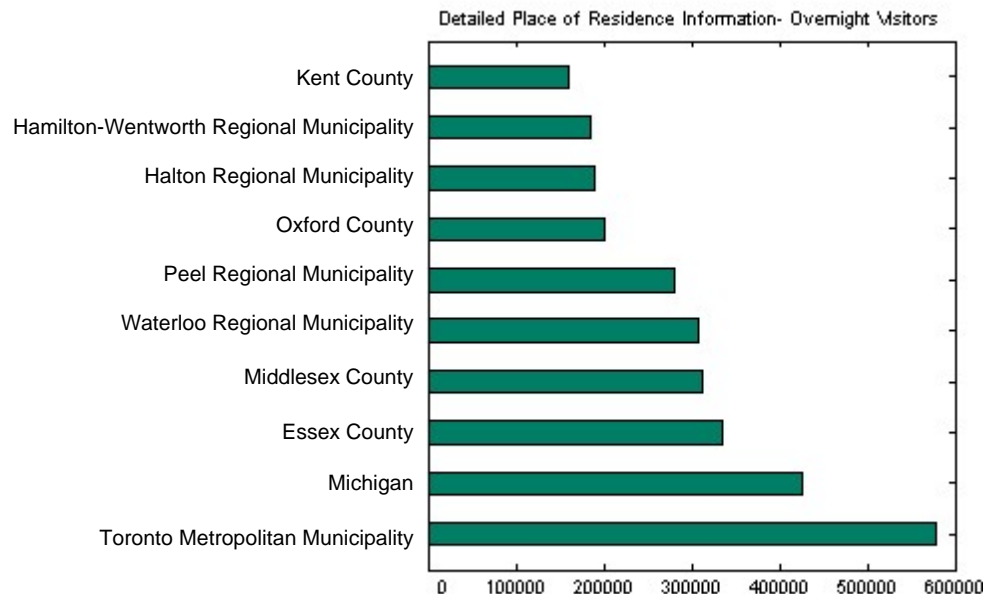 Detailed Place of Residence Information- Overnight Visitors
Kent County
Hamilton-Wentworth Regional Municipality
Halton Regional Municipality
Oxford County
Peel Regional Municipality
Waterloo Regional Municipality
Middlesex County
Essex County
Michigan
Toronto Metropolitan Municipality
0 100000 200000 300000 400000 500000 600000